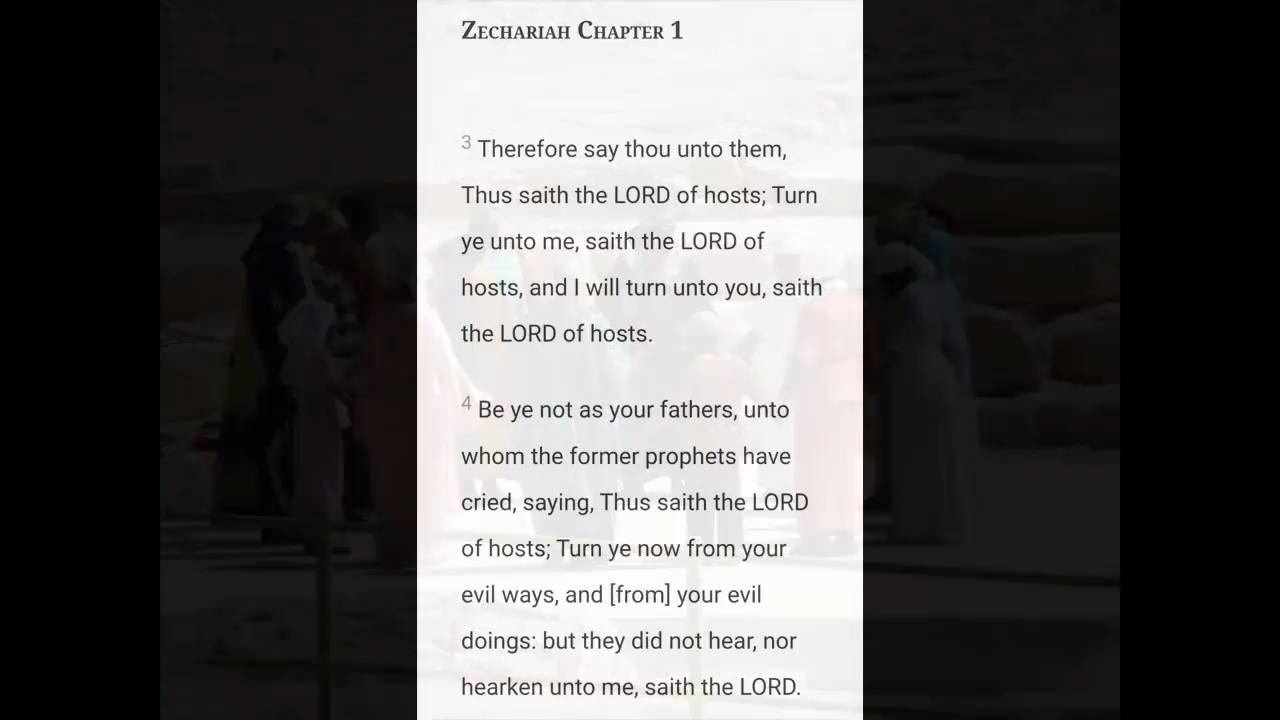 Zechariah Chapter 1
3 Therefore say thou unto them,
Thus saith the LORD of hosts; Turn
ye unto me, saith the LORD of
hosts, and I will turn unto you, saith
the LORD of hosts.
4 Be ye not as your fathers, unto
whom the former prophets have
cried, saying, Thus saith the LORD
of hosts; Turn ye now from your
evil ways, and [from] your evil
doings: but they did not hear, nor
hearken unto me, saith the LORD.